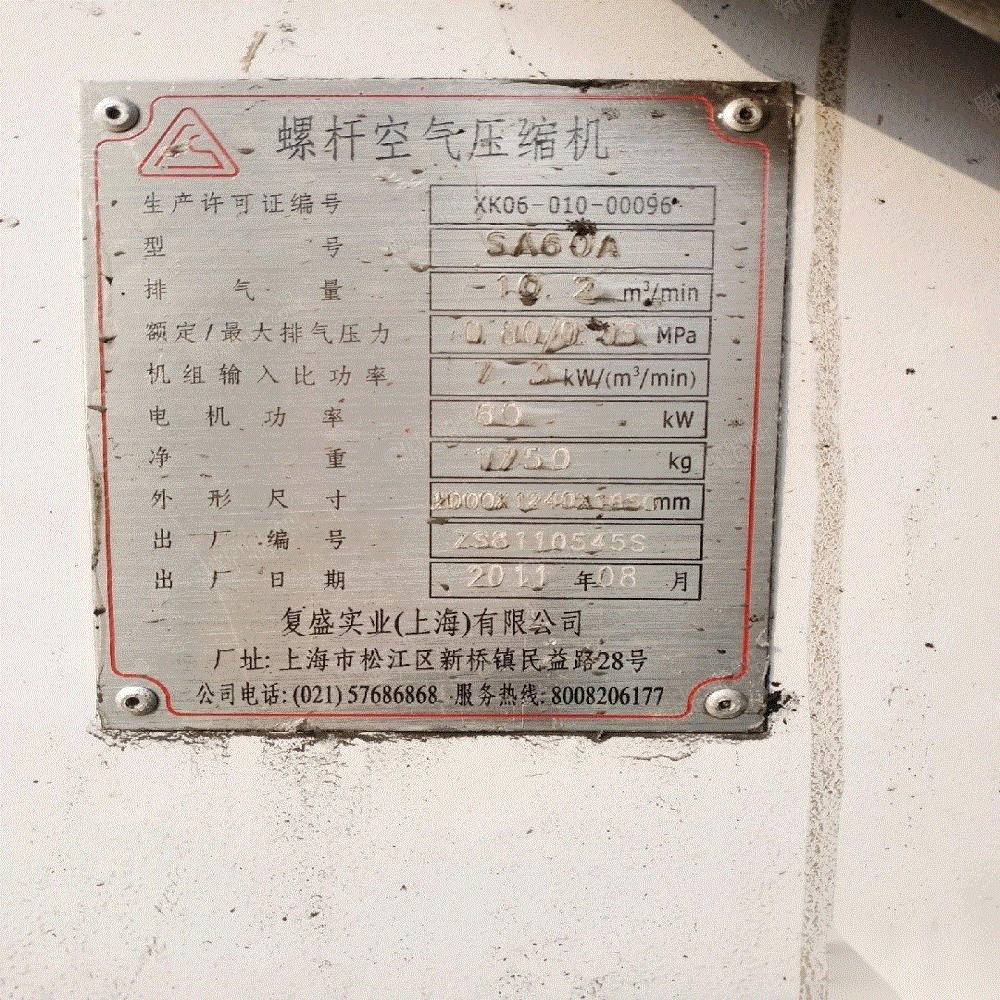 螺杆空气压缩机
生产许可证编号 XK06-010-00096
型号 SA60A
排气量 10.2 m³/min
额定/最大排气压力 MPa
机组输入比功率 kW/(m³/min)
电机功率 60 kW
净重 1750 kg
外形尺寸 mm
出厂编号
出厂日期 2011 年 08 月
复盛实业(上海)有限公司
厂址: 上海市松江区新桥镇民益路28号
公司电话: (021) 57686868 服务热线: 8008206177